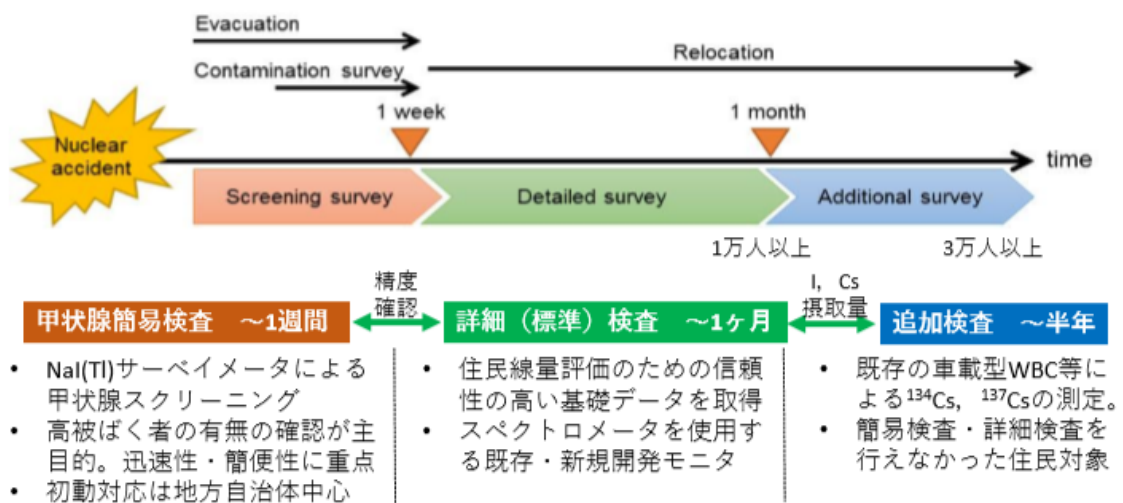 Evacuation
Contamination survey
Relocation
1 week
1 month
Nuclear
accident
time
Screening survey
Detailed survey
Additional survey
1万人以上
3万人以上
精度
確認
I, Cs
摂取量
甲状腺簡易検査 ～1週間
詳細（標準）検査 ～1ヶ月
追加検査 ～半年
• NaI(Tl)サーベイメータによる
甲状腺スクリーニング
• 高被ばく者の有無の確認が主
目的。迅速性・簡便性に重点
• 初動対応は地方自治体中心
• 住民線量評価のための信頼
性の高い基礎データを取得
• スペクトロメータを使用す
る既存・新規開発モニタ
• 既存の車載型WBC等に
よる¹³⁴Cs, ¹³⁷Csの測定。
• 簡易検査・詳細検査を
行えなかった住民対象